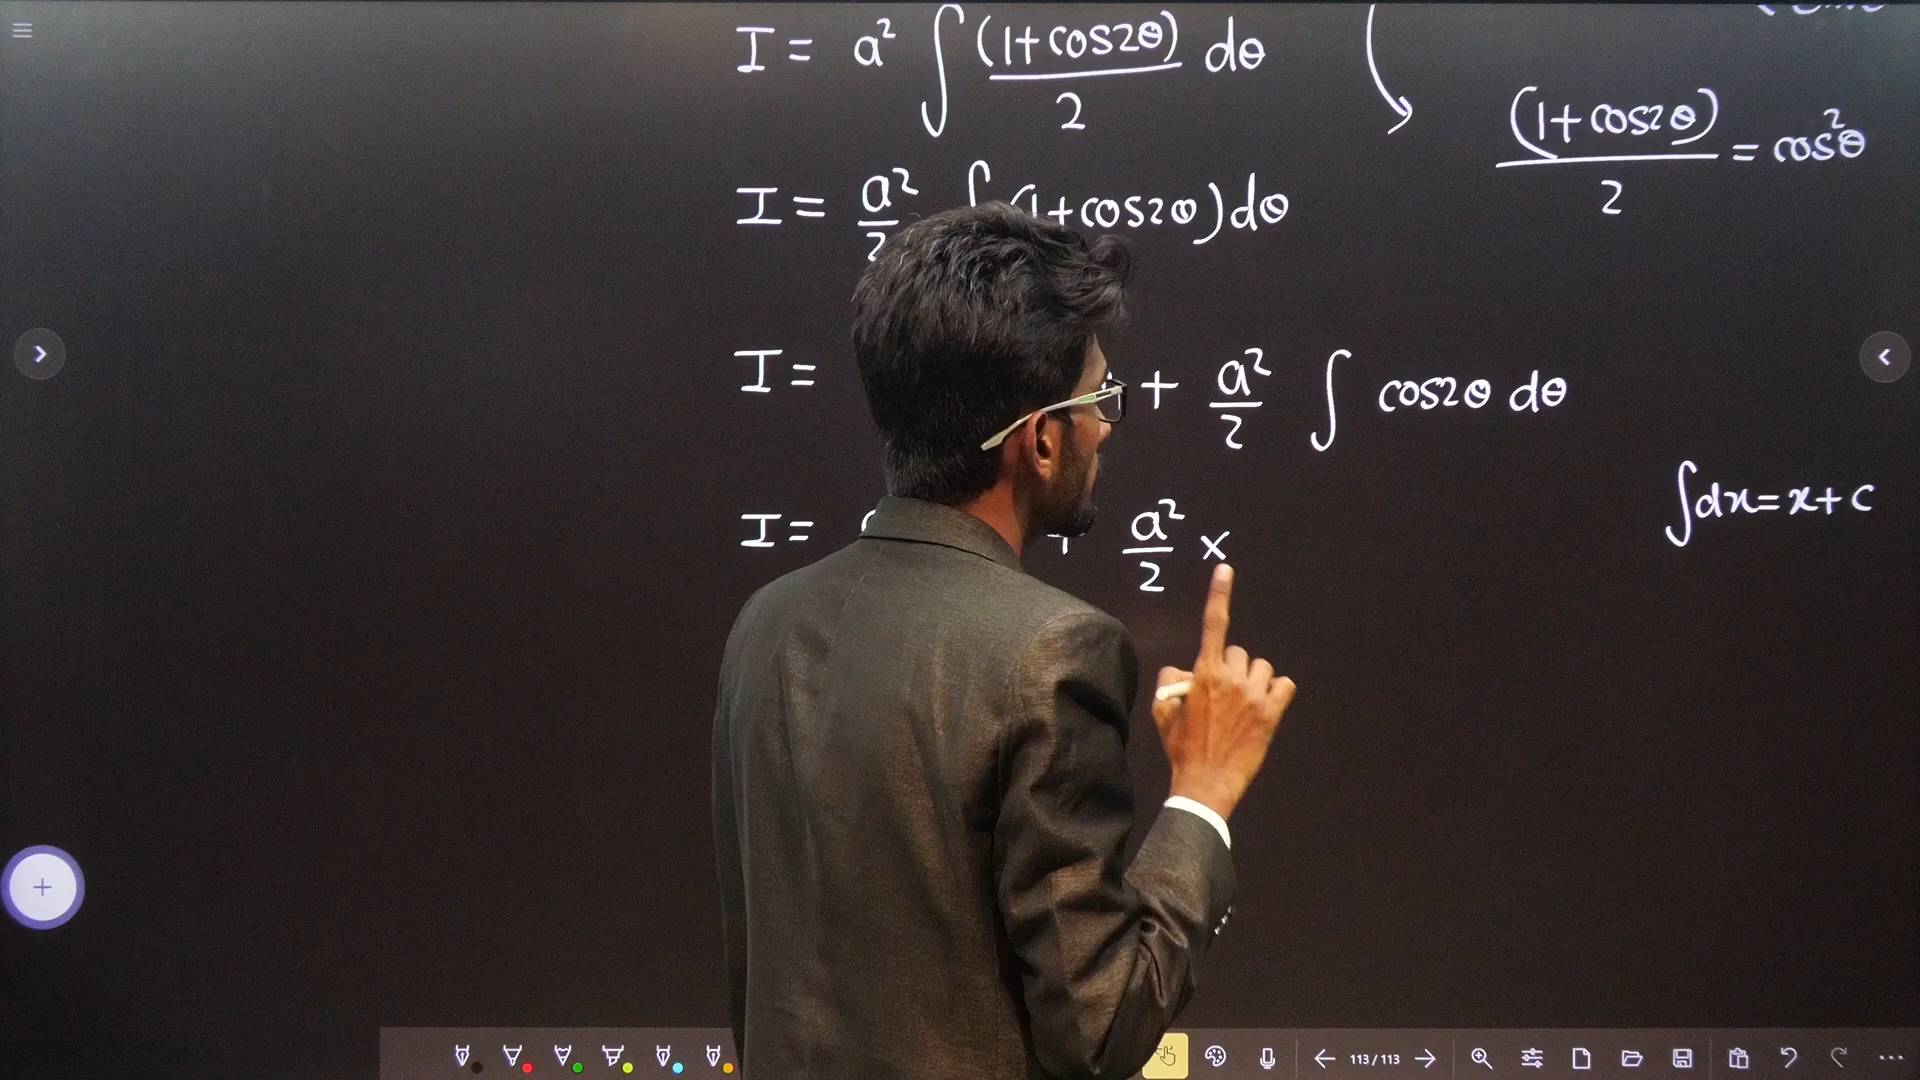 I = a² ∫ (1+cos2θ)/2 dθ
(1+cos2θ)/2 = cos²θ
I = a²/2 ∫ (1+cos2θ) dθ
I = + a²/2 ∫ cos2θ dθ
∫dx = x + c
I = + a²/2 ×
113/113